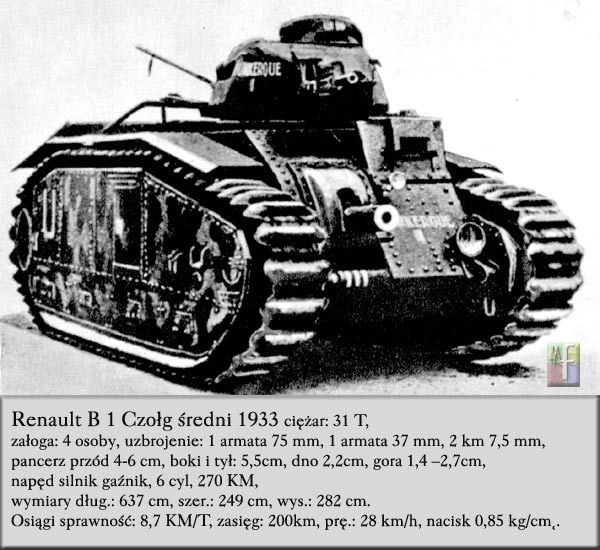 NKERQUE
NKERQUE
U
U
Renault B 1 Czołg średni 1933 ciężar: 31 T,
załoga: 4 osoby, uzbrojenie: 1 armata 75 mm, 1 armata 37 mm, 2 km 7,5 mm,
pancerz przód 4-6 cm, boki i tył: 5,5cm, dno 2,2cm, gora 1,4 –2,7cm,
napęd silnik gaźnik, 6 cyl, 270 KM,
wymiary dług.: 637 cm, szer.: 249 cm, wys.: 282 cm.
Osiągi sprawność: 8,7 KM/T, zasięg: 200km, prę.: 28 km/h, nacisk 0,85 kg/cm˛.